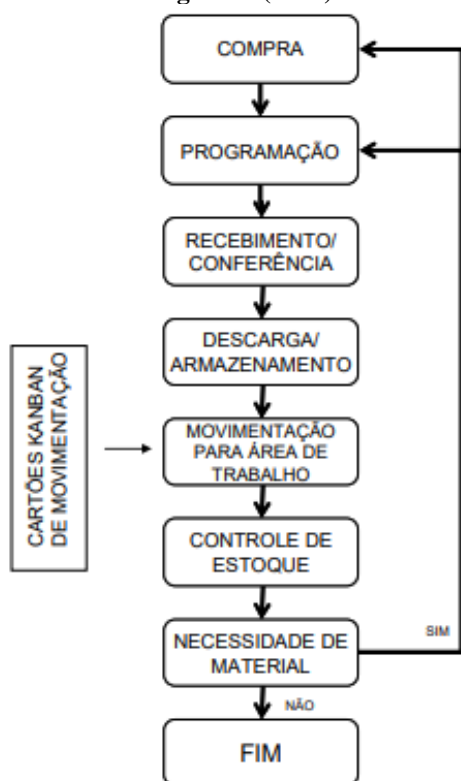 COMPRA
PROGRAMAÇÃO
RECEBIMENTO/
CONFERÊNCIA
DESCARGA/
ARMAZENAMENTO
CARTÕES KANBAN
DE MOVIMENTAÇÃO
MOVIMENTAÇÃO
PARA ÁREA DE
TRABALHO
CONTROLE DE
ESTOQUE
NECESSIDADE DE
MATERIAL
SIM
NÃO
FIM